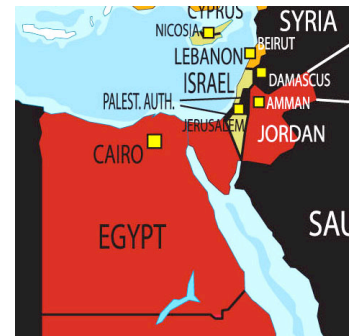 CYPRUS
NICOSIA
SYRIA
BEIRUT
LEBANON
DAMASCUS
ISRAEL
PALEST. AUTH.
AMMAN
JERUSALEM
JORDAN
CAIRO
SAU
EGYPT